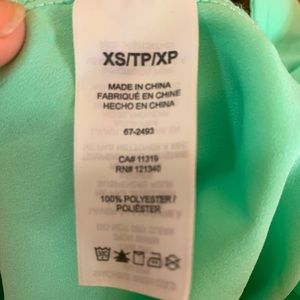 XS/TP/XP
MADE IN CHINA
FABRIQUÉ EN CHINE
HECHO EN CHINA
67-2493
CA# 11319
RN# 121340
100% POLYESTER /
POLIÉSTER